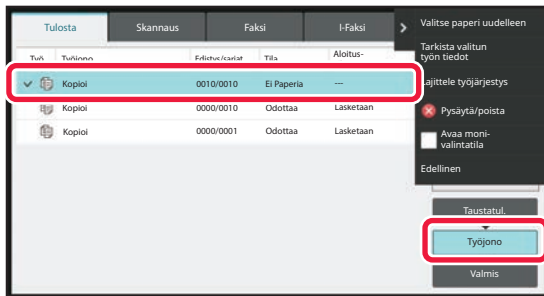 Tulosta
Skannaus
Faksi
I-Faksi
Työ
Työjono
Edistys/sarjat
Tila
Aloitus-
Kopioi
0010/0010
Ei Paperia
---
Kopioi
0000/0010
Odottaa
Lasketaan
Kopioi
0000/0001
Odottaa
Lasketaan
Valitse paperi uudelleen
Tarkista valitun
työn tiedot
Lajittele työjärjestys
Pysäytä/poista
Avaa moni-
valintatila
Edellinen
Taustatul.
Työjono
Valmis